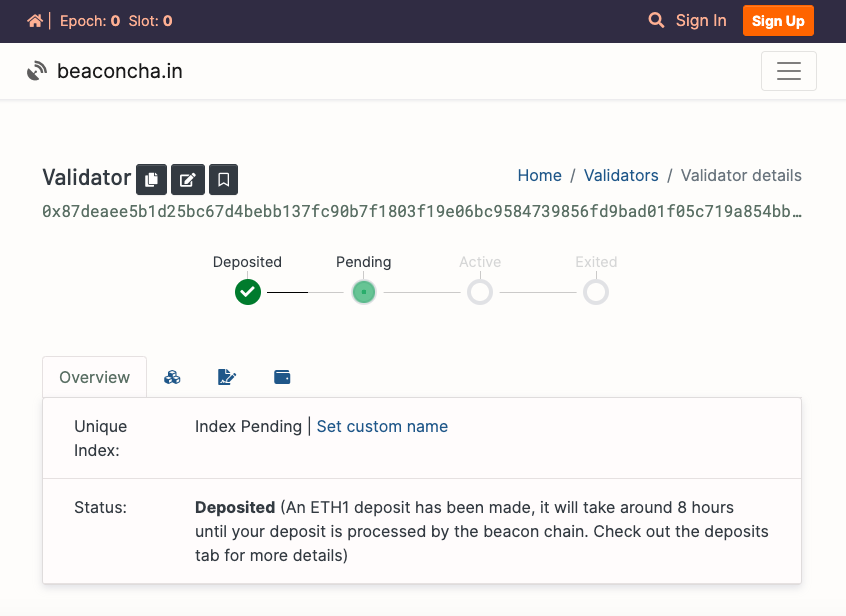 Epoch: 0 Slot: 0 Sign In Sign Up
beaconcha.in
Validator Home / Validators / Validator details
0x87deaee5b1d25bc67d4bebb137fc90b7f1803f19e06bc9584739856fd9bad01f05c719a854bb…
Deposited Pending Active Exited
Overview
Unique Index: Index Pending | Set custom name
Status: Deposited (An ETH1 deposit has been made, it will take around 8 hours
until your deposit is processed by the beacon chain. Check out the deposits
tab for more details)